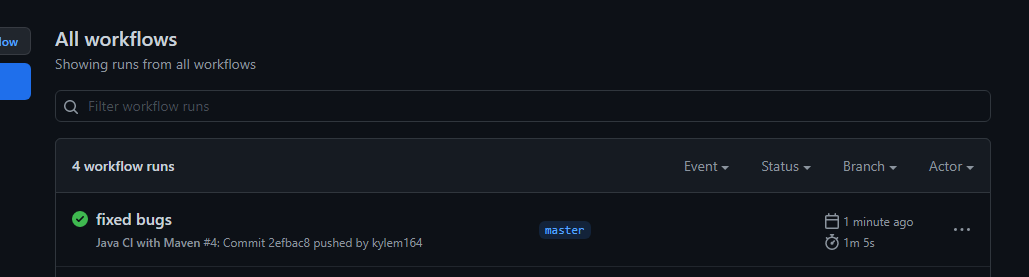 All workflows
low
Showing runs from all workflows
Filter workflow runs
4 workflow runs Event Status Branch Actor
fixed bugs
master
1 minute ago
Java CI with Maven #4: Commit 2efbac8 pushed by kylem164
1m 5s